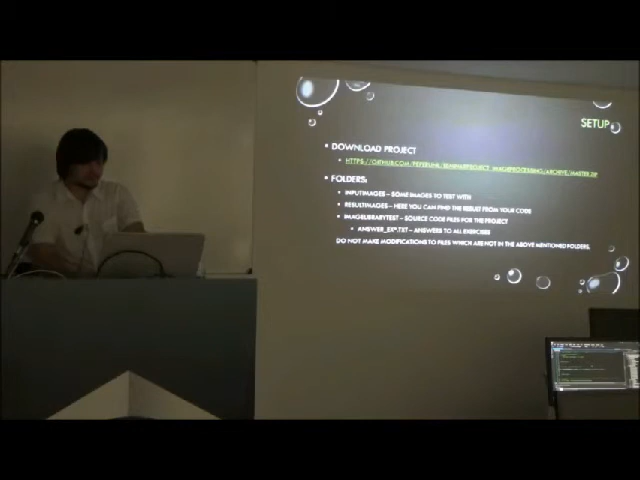 SETUP
DOWNLOAD PROJECT
FOLDERS:
INPUTIMAGES – SOME IMAGES TO TEST WITH
RESULTIMAGES – HERE YOU CAN FIND THE RESULT FROM YOUR CODE
IMAGELIBRARYTEST – SOURCE CODE FILES FOR THE PROJECT
ANSWER_EX*.TXT – ANSWERS TO ALL EXERCISES
DO NOT MAKE MODIFICATIONS TO FILES WHICH ARE NOT IN THE ABOVE MENTIONED FOLDERS.